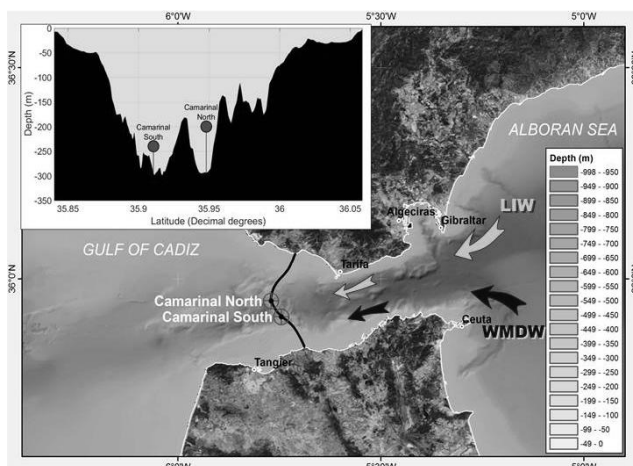 6°0'W
5°30'W
5°0'W
36°30'N
0
-50
-100
-150
-200
-250
-300
-350
Depth (m)
Camarinal
South
Camarinal
North
35.85
35.9
35.95
36
36.05
Latitude (Decimal degrees)
ALBORAN SEA
Depth (m)
-998 - -950
-949 - -900
-899 - -850
-849 - -800
-799 - -750
-749 - -700
-699 - -650
-649 - -600
-599 - -550
-549 - -500
-499 - -450
-449 - -400
-399 - -350
-349 - -300
-299 - -250
-249 - -200
-199 - -150
-149 - -100
-99 - -50
-49 - 0
Algeciras
Gibraltar
LIW
GULF OF CADIZ
Tarifa
36°0'N
Camarinal North
Camarinal South
WMDW
Ceuta
Tangier
6°0'W
5°0'W